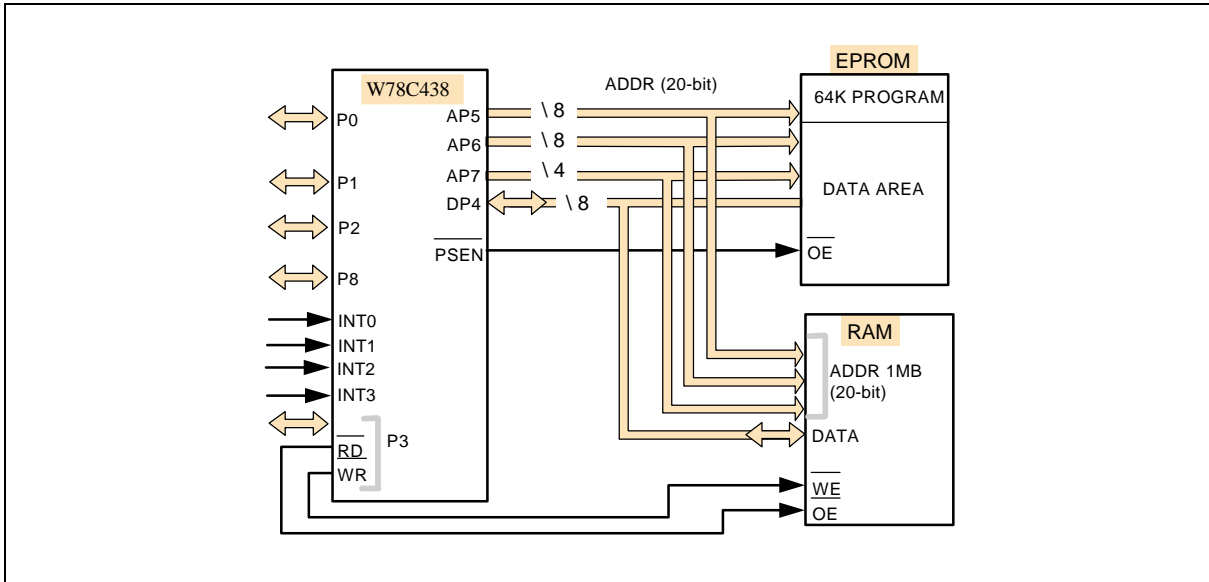 EPROM
W78C438
ADDR (20-bit)
64K PROGRAM
P0
AP5
\ 8
AP6
\ 8
P1
AP7
\ 4
DATA AREA
DP4
\ 8
P2
PSEN
OE
P8
INT0
RAM
INT1
INT2
ADDR 1MB
(20-bit)
INT3
P3
DATA
RD
WR
WE
OE